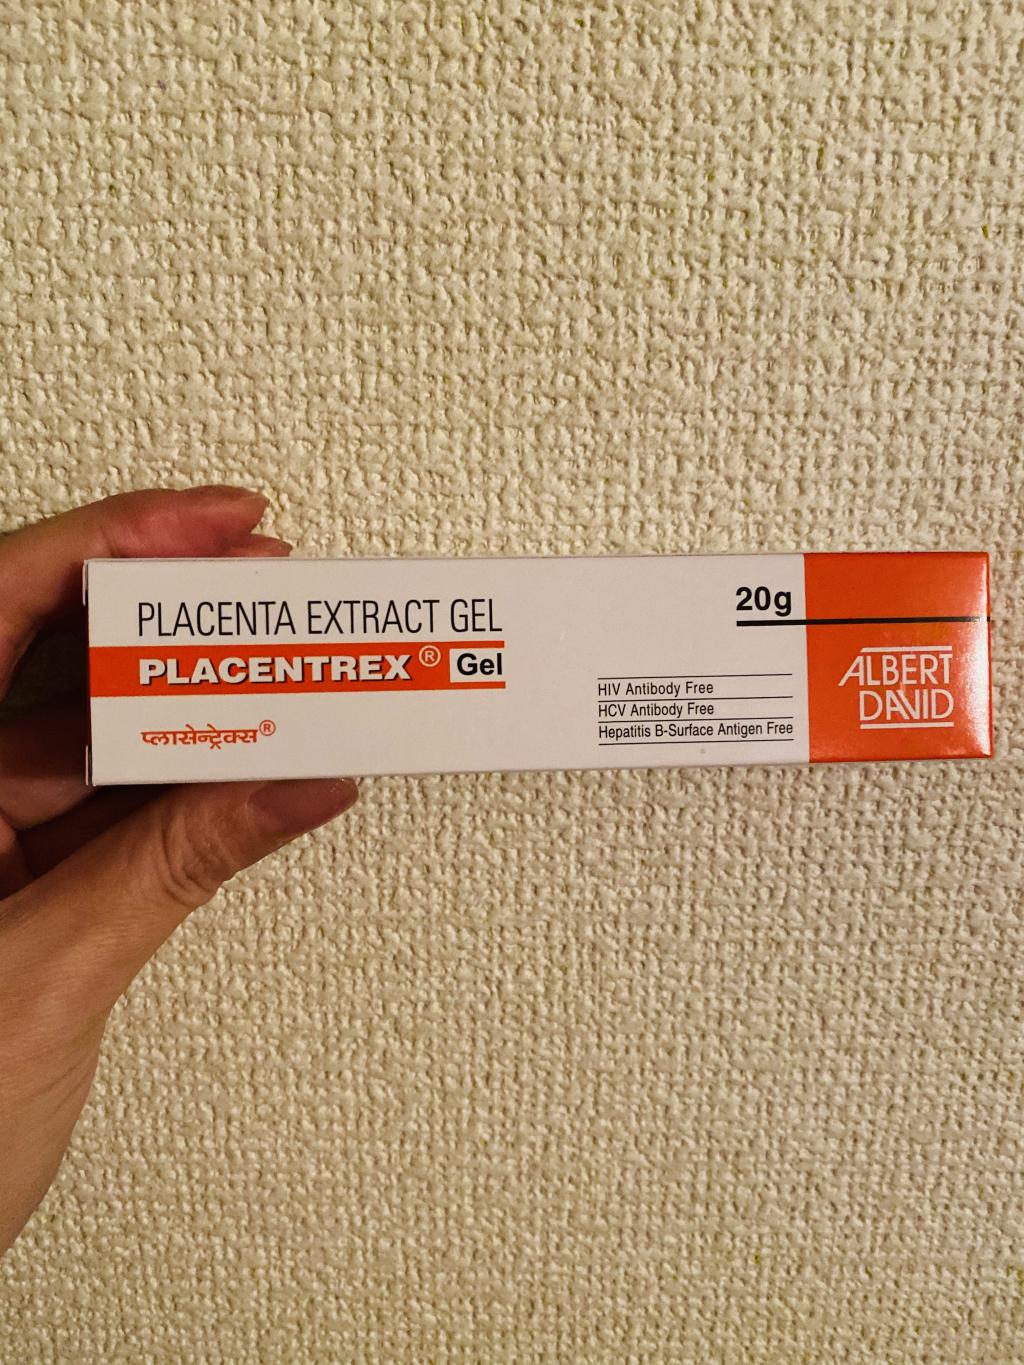 PLACENTA EXTRACT GEL
PLACENTREX® Gel
प्लासेन्ट्रेक्स®
20g
HIV Antibody Free
HCV Antibody Free
Hepatitis B-Surface Antigen Free
ALBERT
DAVID